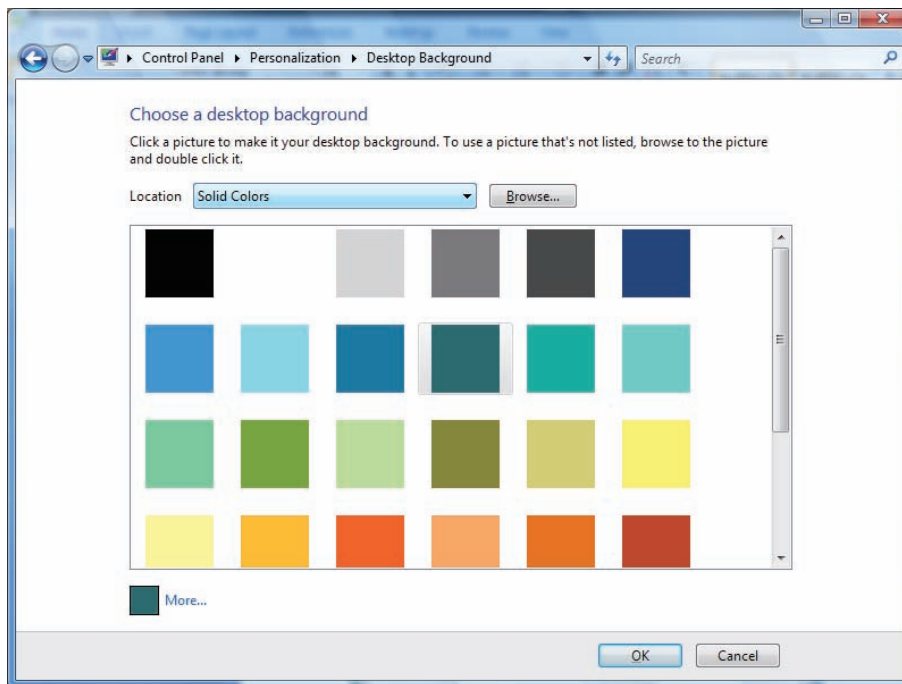 Control Panel Personalization Desktop Background
Search
Choose a desktop background
Click a picture to make it your desktop background. To use a picture that's not listed, browse to the picture
and double click it.
Location Solid Colors Browse...
More...
OK Cancel